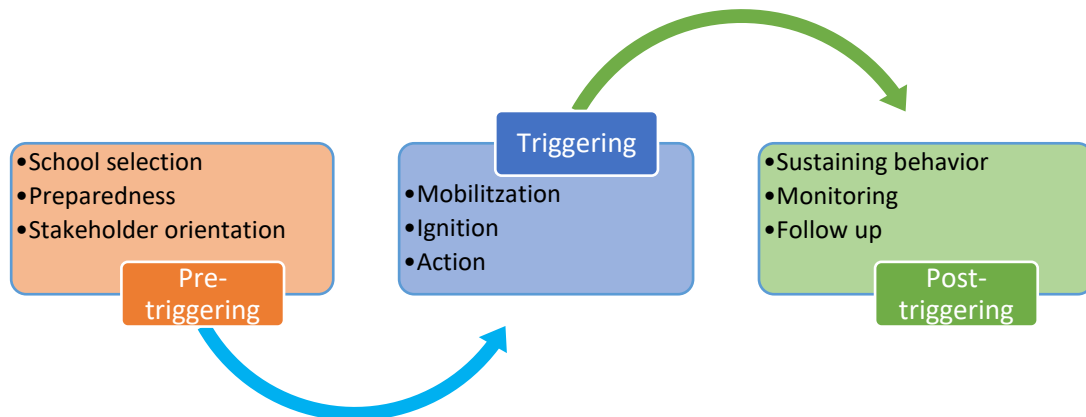 •School selection
•Preparedness
•Stakeholder orientation
Pre-
triggering
Triggering
•Mobilitzation
•Ignition
•Action
•Sustaining behavior
•Monitoring
•Follow up
Post-
triggering